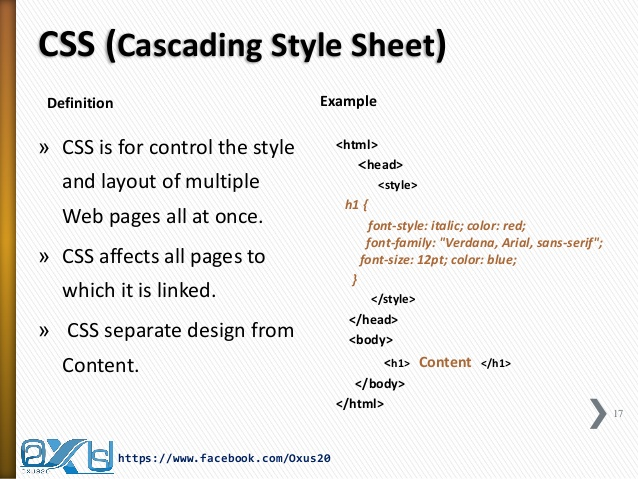 CSS (Cascading Style Sheet)
Definition
» CSS is for control the style
and layout of multiple
Web pages all at once.
» CSS affects all pages to
which it is linked.
» CSS separate design from
Content.
Example
<html>
<head>
<style>
h1 {
font-style: italic; color: red;
font-family: "Verdana, Arial, sans-serif";
font-size: 12pt; color: blue;
}
</style>
</head>
<body>
<h1> Content </h1>
</body>
</html>
17
https://www.facebook.com/Oxus20